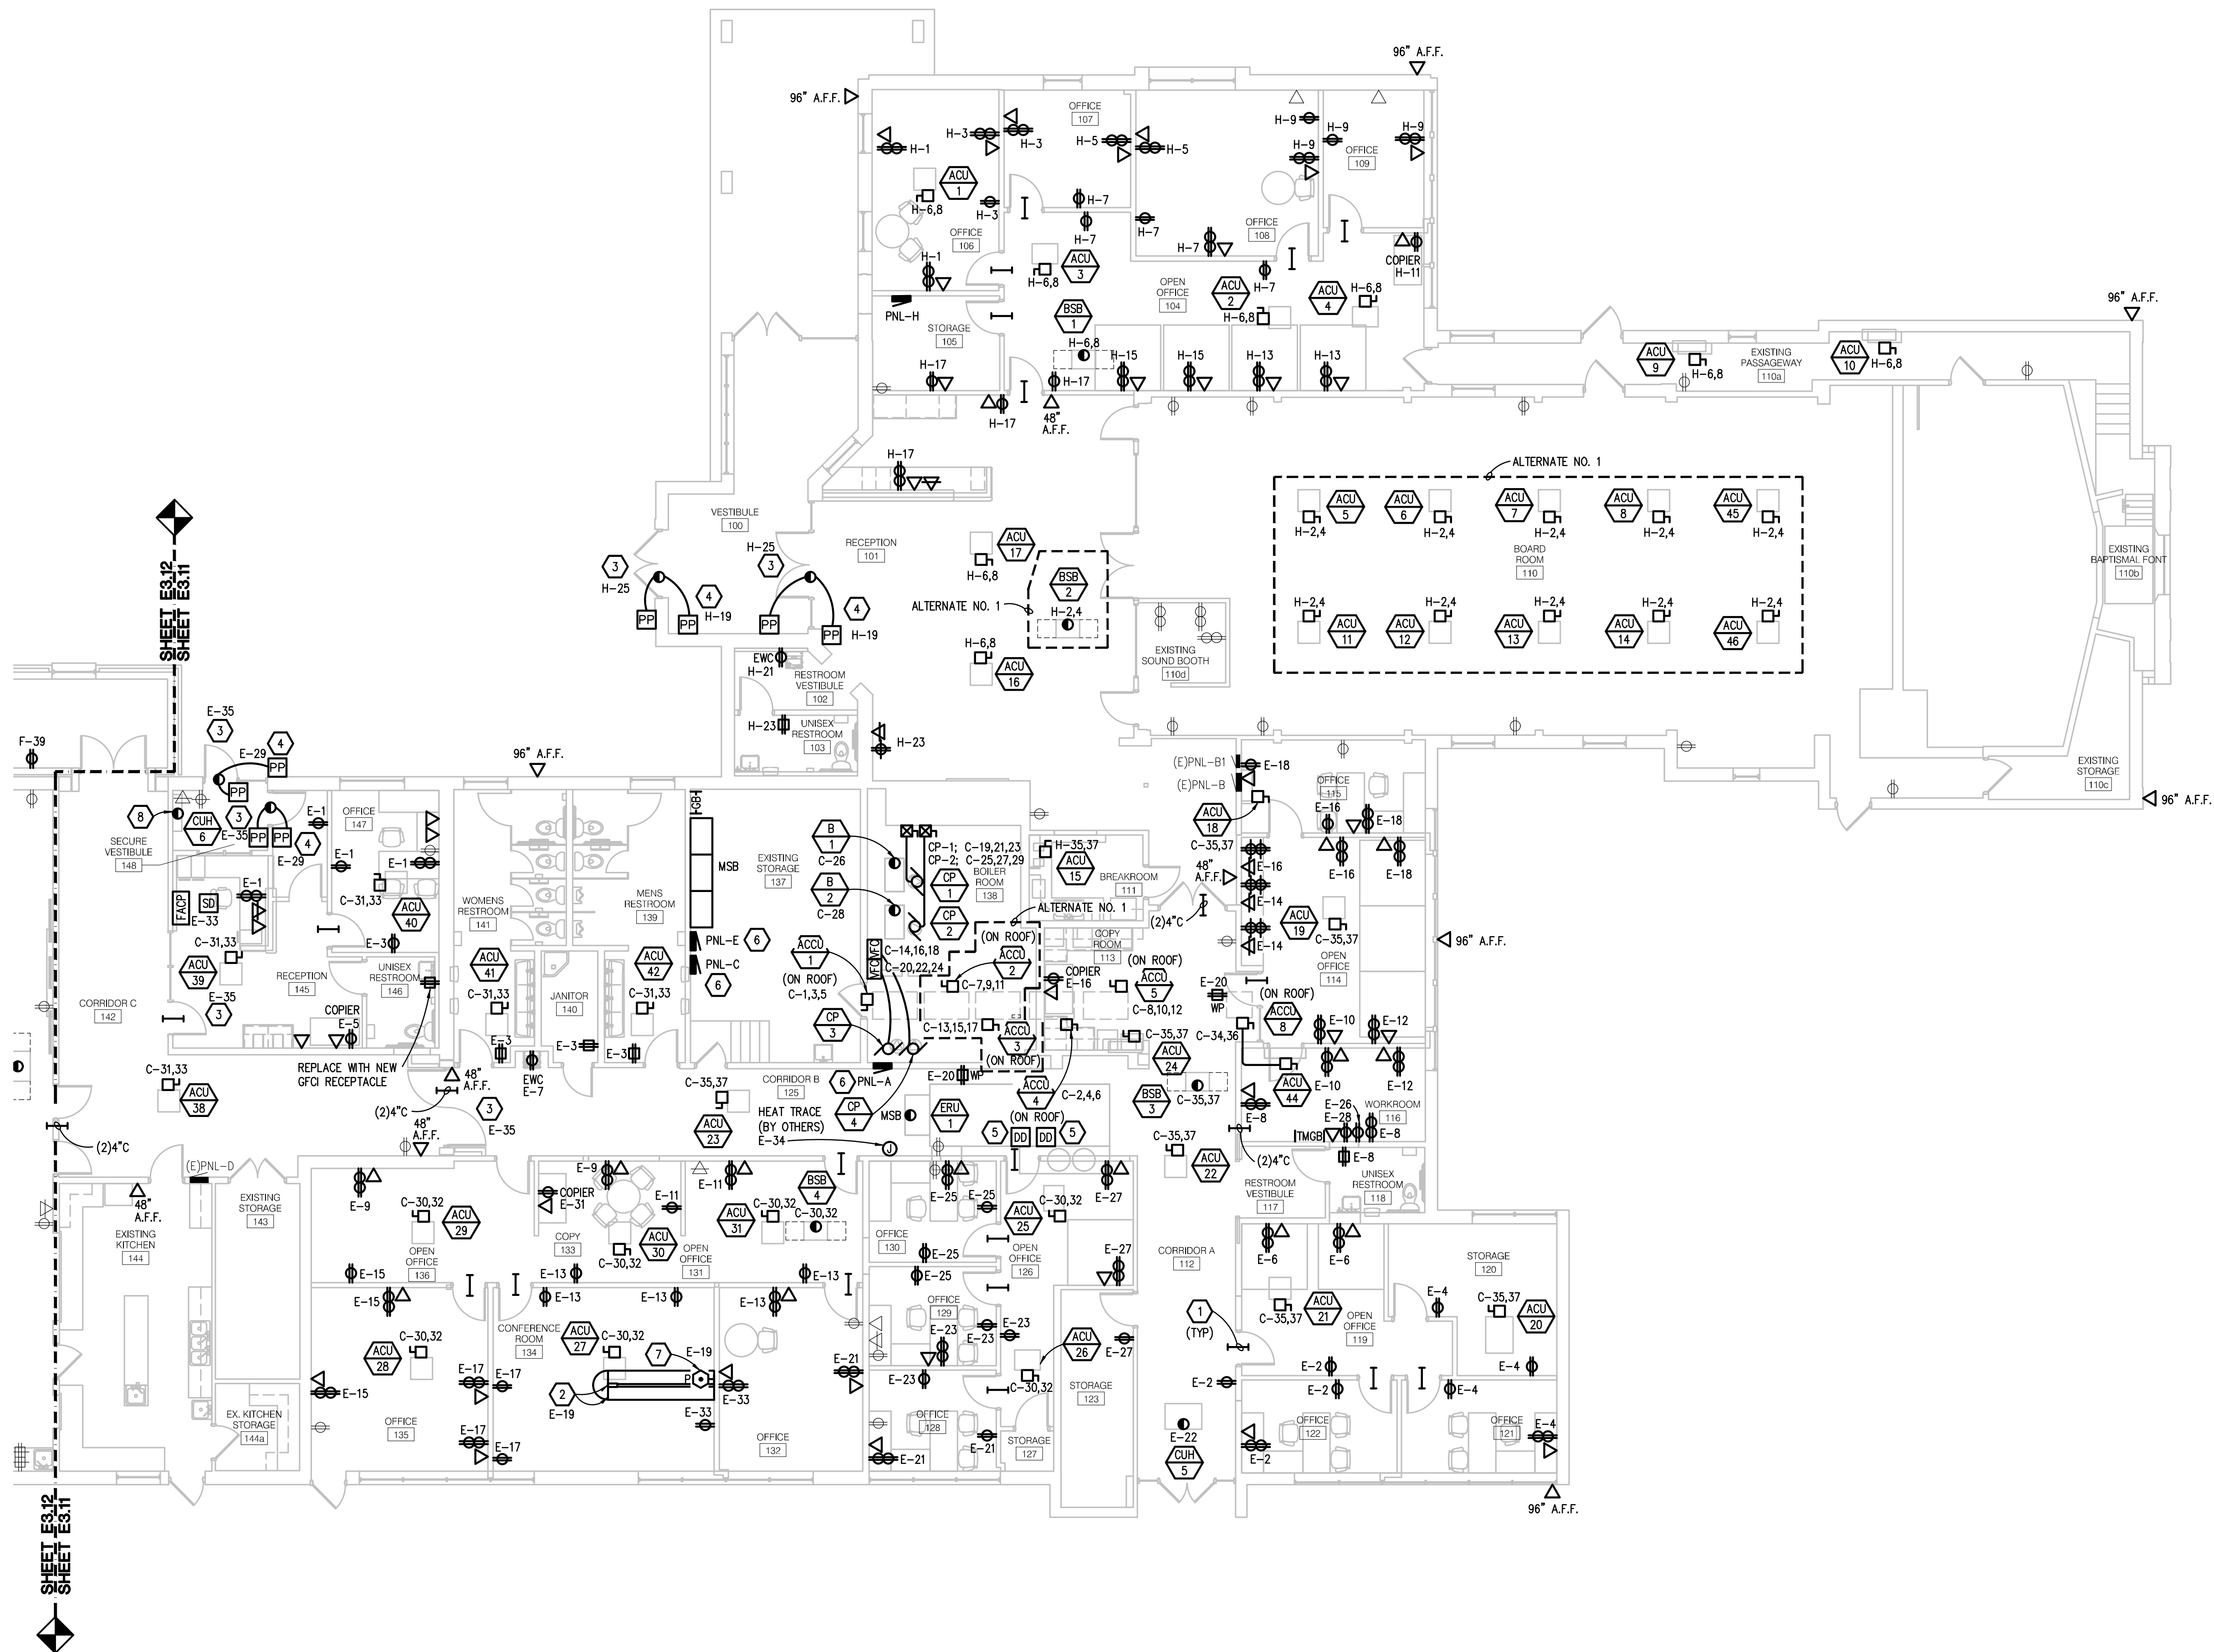 96" A.F.F.
96" A.F.F.
OFFICE
107
H-3
H-3
H-5
H-5
H-9
H-9
H-9
H-9
OFFICE
109
H-1
ACU
1
H-6,8
H-3
OFFICE
106
H-7
H-7
H-7
H-7
OFFICE
108
H-1
ACU
3
H-6,8
COPIER
H-11
OPEN
OFFICE
104
ACU
2
H-7
H-6,8
ACU
4
H-6,8
PNL-H
STORAGE
105
BSB
1
H-6,8
H-17
H-17
H-15
H-15
H-13
H-13
H-17
48"
A.F.F.
96" A.F.F.
ACU
9
H-6,8
EXISTING
PASSAGEWAY
110a
ACU
10
H-6,8
H-17
ALTERNATE NO. 1
ACU
5
H-2,4
ACU
6
H-2,4
ACU
7
H-2,4
ACU
8
H-2,4
ACU
45
H-2,4
BOARD
ROOM
110
H-2,4
ACU
11
H-2,4
ACU
12
H-2,4
ACU
13
H-2,4
ACU
14
H-2,4
ACU
46
EXISTING
BAPTISMAL FONT
110b
VESTIBULE
100
RECEPTION
101
ACU
17
H-6,8
BSB
2
H-2,4
ALTERNATE NO. 1
H-6,8
ACU
16
EXISTING
SOUND BOOTH
110d
3
H-25
H-25
3
4
H-19
4
H-19
PP
PP
PP
PP
EWC
H-21
RESTROOM
VESTIBULE
102
H-23
UNISEX
RESTROOM
103
H-23
EXISTING
STORAGE
110c
96" A.F.F.
SHEET E3.12
SHEET E3.11
F-39
E-35
3
E-29
4
PP
PP
8
CUH
6
3
E-35
PP
PP
E-29
4
E-1
OFFICE
147
E-1
E-1
SECURE
VESTIBULE
148
FACP
SD
E-33
E-1
C-31,33
ACU
40
C-31,33
ACU
39
E-3
UNISEX
RESTROOM
146
RECEPTION
145
E-35
3
COPIER
E-5
CORRIDOR C
142
REPLACE WITH NEW
GFCI RECEPTACLE
C-31,33
ACU
38
(2)4"C
(2)4"C
48"
A.F.F.
48"
A.F.F.
3
E-35
96" A.F.F.
WOMENS
RESTROOM
141
MENS
RESTROOM
139
ACU
41
C-31,33
ACU
42
C-31,33
JANITOR
140
E-3
E-3
E-3
EWC
E-7
GB
MSB
EXISTING
STORAGE
137
PNL-E
6
PNL-C
6
B
1
C-26
B
2
C-28
CP-1; C-19,21,23
CP-2; C-25,27,29
BOILER
ROOM
138
CP
1
CP
2
ALTERNATE NO. 1
(ON ROOF)
VFC
VFC
C-14,16,18
C-20,22,24
ACCU
1
(ON ROOF)
C-1,3,5
ACCU
2
C-7,9,11
CP
3
C-13,15,17
ACCU
3
(ON ROOF)
6
PNL-A
CP
4
E-20
WP
ACCU
4
(ON ROOF)
C-2,4,6
H-35,37
ACU
15
BREAKROOM
111
COPY
ROOM
113
COPIER
E-16
(ON ROOF)
ACCU
5
C-8,10,12
C-35,37
ACU
24
BSB
3
C-35,37
(E)PNL-B1
(E)PNL-B
E-18
OFFICE
115
ACU
18
C-35,37
E-16
E-18
48"
A.F.F.
E-16
E-16
E-18
(2)4"C
E-14
E-14
ACU
19
C-35,37
OPEN
OFFICE
114
96" A.F.F.
E-20
WP
(ON ROOF)
ACCU
8
C-34,36
E-10
E-12
ACU
44
E-10
E-12
E-8
WORKROOM
116
E-26
E-28
E-8
TMGB
(2)4"C
E-8
UNISEX
RESTROOM
118
RESTROOM
VESTIBULE
117
CORRIDOR B
125
C-35,37
ACU
23
HEAT TRACE
(BY OTHERS)
E-34
J
MSB
ERU
1
5
DD
DD
5
C-35,37
ACU
22
(E)PNL-D
48"
A.F.F.
EXISTING
STORAGE
143
EXISTING
KITCHEN
144
EX. KITCHEN
STORAGE
144a
E-9
C-30,32
ACU
29
OPEN
OFFICE
136
E-15
E-15
ACU
28
C-30,32
E-15
OFFICE
135
E-17
E-17
E-17
E-17
COPIER
E-31
COPY
133
E-9
E-11
E-11
C-30,32
ACU
30
OPEN
OFFICE
131
ACU
31
C-30,32
BSB
4
C-30,32
E-13
E-13
E-13
E-13
E-13
CONFERENCE
ROOM
134
ACU
27
C-30,32
7
E-19
P
2
E-19
E-33
E-33
OFFICE
132
E-21
E-25
E-25
OFFICE
130
E-25
E-25
OFFICE
129
E-23
E-23
E-23
OFFICE
128
E-21
E-21
E-27
ACU
25
C-30,32
OPEN
OFFICE
126
E-27
ACU
26
C-30,32
E-27
STORAGE
123
STORAGE
127
CORRIDOR A
112
1
(TYP)
E-22
CUH
5
E-6
E-6
STORAGE
120
ACU
21
C-35,37
OPEN
OFFICE
119
E-4
C-35,37
ACU
20
E-2
E-4
E-2
E-2
E-4
OFFICE
122
E-2
OFFICE
121
E-4
96" A.F.F.
SHEET E3.12
SHEET E3.11